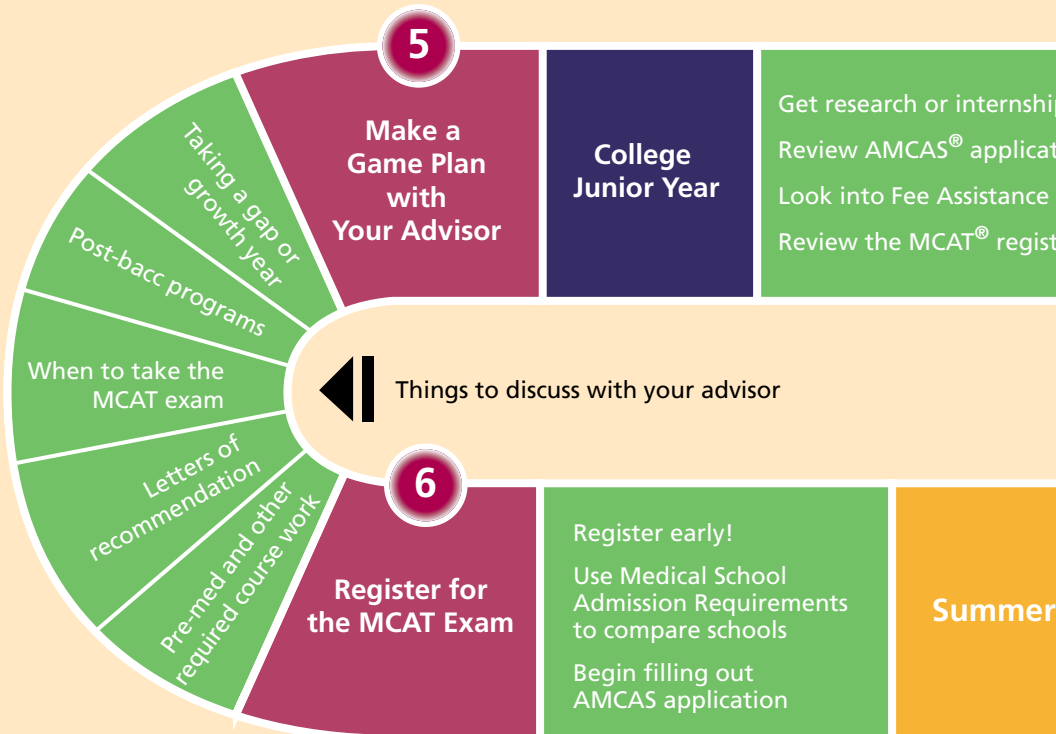 5
Make a
Game Plan
with
Your Advisor
College
Junior Year
Get research or
Review AMCAS®
Look into Fee Assistance
Review the MCAT®
Taking a gap or
growth year
Post-bacc programs
When to take the
MCAT exam
Letters of
recommendation
Pre-med and other
required course work
Things to discuss with your advisor
6
Register for
the MCAT Exam
Register early!
Use Medical School
Admission Requirements
to compare schools
Begin filling out
AMCAS application
Summer